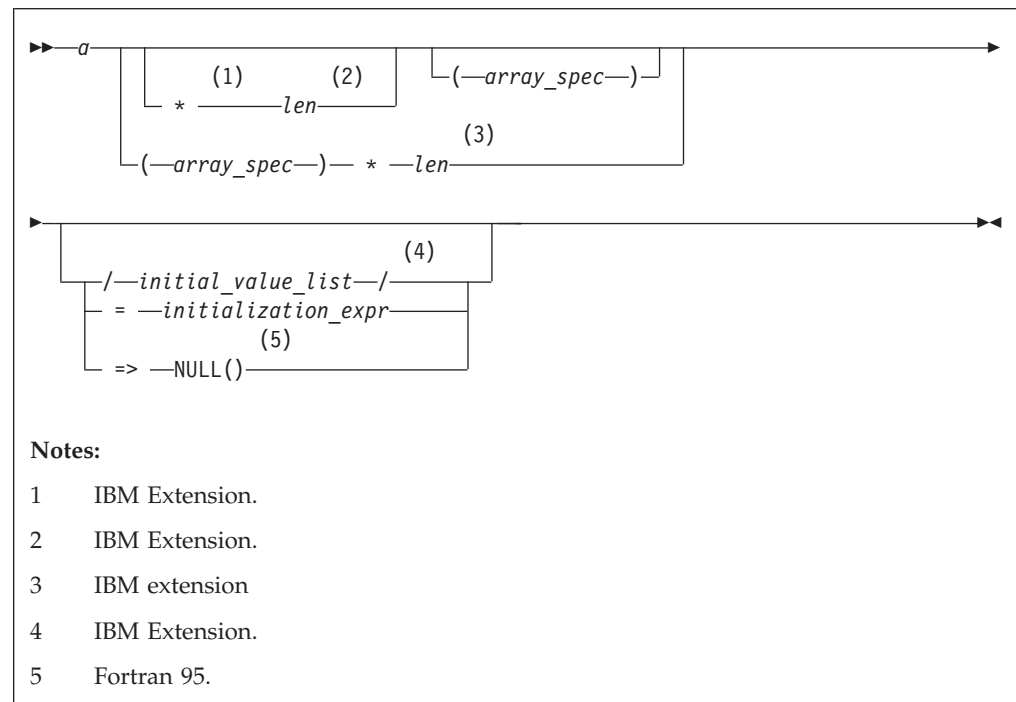 a
(1) (2)
* len
( array_spec )
(3)
( array_spec ) * len
(4)
/ initial_value_list /
= initialization_expr
(5)
=> NULL()
Notes:
1 IBM Extension.
2 IBM Extension.
3 IBM extension
4 IBM Extension.
5 Fortran 95.